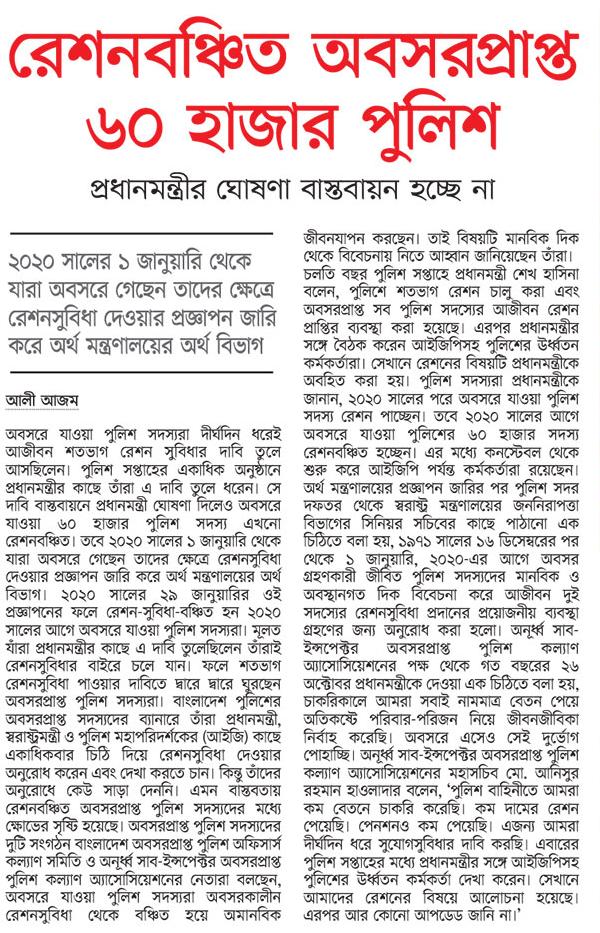 রেশনবঞ্চিত অবসরপ্রাপ্ত
৬০ হাজার পুলিশ
প্রধানমন্ত্রীর ঘোষণা বাস্তবায়ন হচ্ছে না
২০২০ সালের ১ জানুয়ারি থেকে
যারা অবসরে গেছেন তাদের ক্ষেত্রে
রেশনসুবিধা দেওয়ার প্রজ্ঞাপন জারি
করে অর্থ মন্ত্রণালয়ের অর্থ বিভাগ
আলী আজম
অবসরে যাওয়া পুলিশ সদস্যরা দীর্ঘদিন ধরেই
আজীবন শতভাগ রেশন সুবিধার দাবি তুলে
আসছিলেন। পুলিশ সপ্তাহের একাধিক অনুষ্ঠানে
প্রধানমন্ত্রীর কাছে তাঁরা এ দাবি তুলে ধরেন। সে
দাবি বাস্তবায়নে প্রধানমন্ত্রী ঘোষণা দিলেও অবসরে
যাওয়া ৬০ হাজার পুলিশ সদস্য এখনো
রেশনবঞ্চিত। তবে ২০২০ সালের ১ জানুয়ারি থেকে
যারা অবসরে গেছেন তাদের ক্ষেত্রে রেশনসুবিধা
দেওয়ার প্রজ্ঞাপন জারি করে অর্থ মন্ত্রণালয়ের অর্থ
বিভাগ। ২০২০ সালের ২৯ জানুয়ারির ওই
প্রজ্ঞাপনের ফলে রেশন-সুবিধা-বঞ্চিত হন ২০২০
সালের আগে অবসরে যাওয়া পুলিশ সদস্যরা। মূলত
যাঁরা প্রধানমন্ত্রীর কাছে এ দাবি তুলেছিলেন তাঁরাই
রেশনসুবিধার বাইরে চলে যান। ফলে শতভাগ
রেশনসুবিধা পাওয়ার দাবিতে দ্বারে দ্বারে ঘুরছেন
অবসরপ্রাপ্ত পুলিশ সদস্যরা। বাংলাদেশ পুলিশের
অবসরপ্রাপ্ত সদস্যদের ব্যানারে তাঁরা প্রধানমন্ত্রী,
স্বরাষ্ট্রমন্ত্রী ও পুলিশ মহাপরিদর্শকের (আইজি) কাছে
একাধিকবার চিঠি দিয়ে রেশনসুবিধা দেওয়ার
অনুরোধ করেন এবং দেখা করতে চান। কিন্তু তাঁদের
অনুরোধে কেউ সাড়া দেননি। এমন বাস্তবতায়
রেশনবঞ্চিত অবসরপ্রাপ্ত পুলিশ সদস্যদের মধ্যে
ক্ষোভের সৃষ্টি হয়েছে। অবসরপ্রাপ্ত পুলিশ সদস্যদের
দুটি সংগঠন বাংলাদেশ অবসরপ্রাপ্ত পুলিশ অফিসার্স
কল্যাণ সমিতি ও অনূর্ধ্ব সাব-ইন্সপেক্টর অবসরপ্রাপ্ত
পুলিশ কল্যাণ অ্যাসোসিয়েশনের নেতারা বলছেন,
অবসরে যাওয়া পুলিশ সদস্যরা অবসরকালীন
রেশনসুবিধা থেকে বঞ্চিত হয়ে অমানবিক
জীবনযাপন করছেন। তাই বিষয়টি মানবিক দিক
থেকে বিবেচনায় নিতে আহ্বান জানিয়েছেন তাঁরা।
চলতি বছর পুলিশ সপ্তাহে প্রধানমন্ত্রী শেখ হাসিনা
বলেন, পুলিশে শতভাগ রেশন চালু করা এবং
অবসরপ্রাপ্ত সব পুলিশ সদস্যের আজীবন রেশন
প্রাপ্তির ব্যবস্থা করা হয়েছে। এরপর প্রধানমন্ত্রীর
সঙ্গে বৈঠক করেন আইজিপিসহ পুলিশের উর্ধ্বতন
কর্মকর্তারা। সেখানে রেশনের বিষয়টি প্রধানমন্ত্রীকে
অবহিত করা হয়। পুলিশ সদস্যরা প্রধানমন্ত্রীকে
জানান, ২০২০ সালের পরে অবসরে যাওয়া পুলিশ
সদস্য রেশন পাচ্ছেন। তবে ২০২০ সালের আগে
অবসরে যাওয়া পুলিশের ৬০ হাজার সদস্য
রেশনবঞ্চিত হচ্ছেন। এর মধ্যে কনস্টেবল থেকে
শুরু করে আইজিপি পর্যন্ত কর্মকর্তারা রয়েছেন।
অর্থ মন্ত্রণালয়ের প্রজ্ঞাপন জারির পর পুলিশ সদর
দফতর থেকে স্বরাষ্ট্র মন্ত্রণালয়ের জননিরাপত্তা
বিভাগের সিনিয়র সচিবের কাছে পাঠানো এক
চিঠিতে বলা হয়, ১৯৭১ সালের ১৬ ডিসেম্বরের পর
থেকে ১ জানুয়ারি, ২০২০-এর আগে অবসর
গ্রহণকারী জীবিত পুলিশ সদস্যদের মানবিক ও
অবস্থানগত দিক বিবেচনা করে আজীবন দুই
সদস্যের রেশনসুবিধা প্রদানের প্রয়োজনীয় ব্যবস্থা
গ্রহণের জন্য অনুরোধ করা হলো। অনূর্ধ্ব সাব-
ইন্সপেক্টর অবসরপ্রাপ্ত পুলিশ কল্যাণ
অ্যাসোসিয়েশনের পক্ষ থেকে গত বছরের ২৬
অক্টোবর প্রধানমন্ত্রীকে দেওয়া এক চিঠিতে বলা হয়,
চাকরিকালে আমরা সবাই নামমাত্র বেতন পেয়ে
অতিকষ্টে পরিবার-পরিজন নিয়ে জীবনজীবিকা
নির্বাহ করেছি। অবসরে এসেও সেই দুর্ভোগ
পোহাচ্ছি। অনূর্ধ্ব সাব-ইন্সপেক্টর অবসরপ্রাপ্ত পুলিশ
কল্যাণ অ্যাসোসিয়েশনের মহাসচিব মো. আনিসুর
রহমান হাওলাদার বলেন, ‘পুলিশ বাহিনীতে আমরা
কম বেতনে চাকরি করেছি। কম দামের রেশন
পেয়েছি। পেনশনও কম পেয়েছি। এজন্য আমরা
দীর্ঘদিন ধরে সুযোগসুবিধার দাবি করছি। এবারের
পুলিশ সপ্তাহের মধ্যে প্রধানমন্ত্রীর সঙ্গে আইজিপিসহ
পুলিশের উর্ধ্বতন কর্মকর্তা দেখা করেন। সেখানে
আমাদের রেশনের বিষয়ে আলোচনা হয়েছে।
এরপর আর কোনো আপডেড জানি না।’